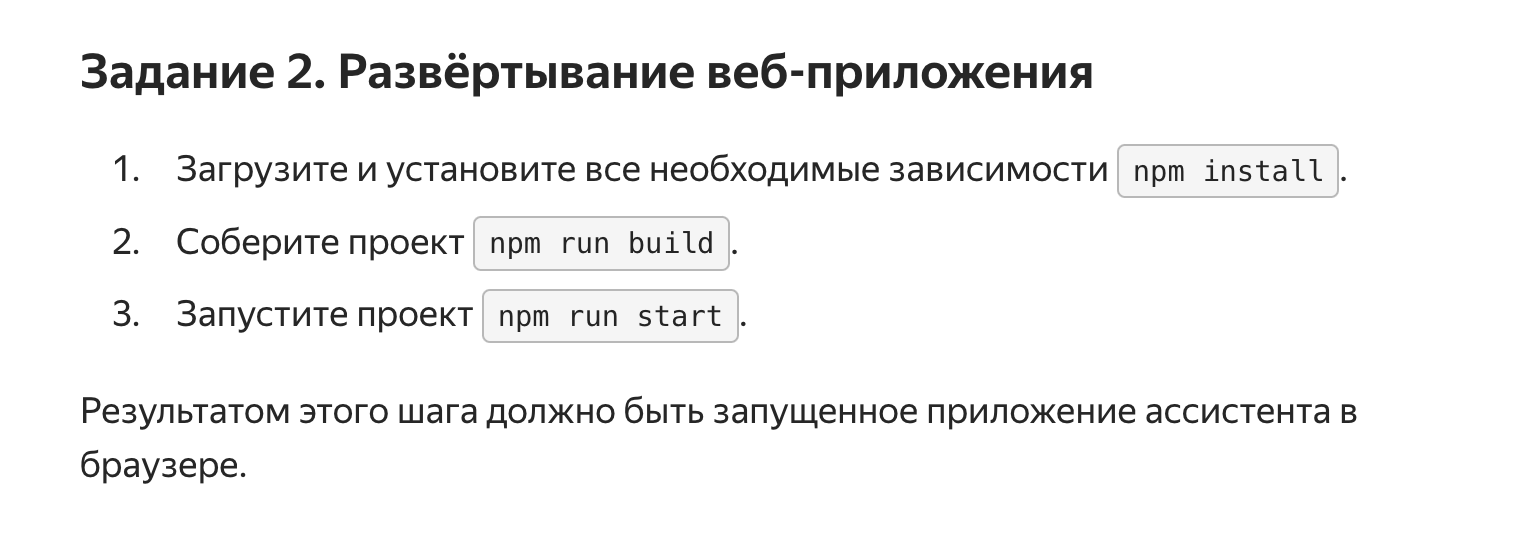 Задание 2. Развёртывание веб-приложения
1. Загрузите и установите все необходимые зависимости npm install.
2. Соберите проект npm run build.
3. Запустите проект npm run start.
Результатом этого шага должно быть запущенное приложение ассистента в
браузере.